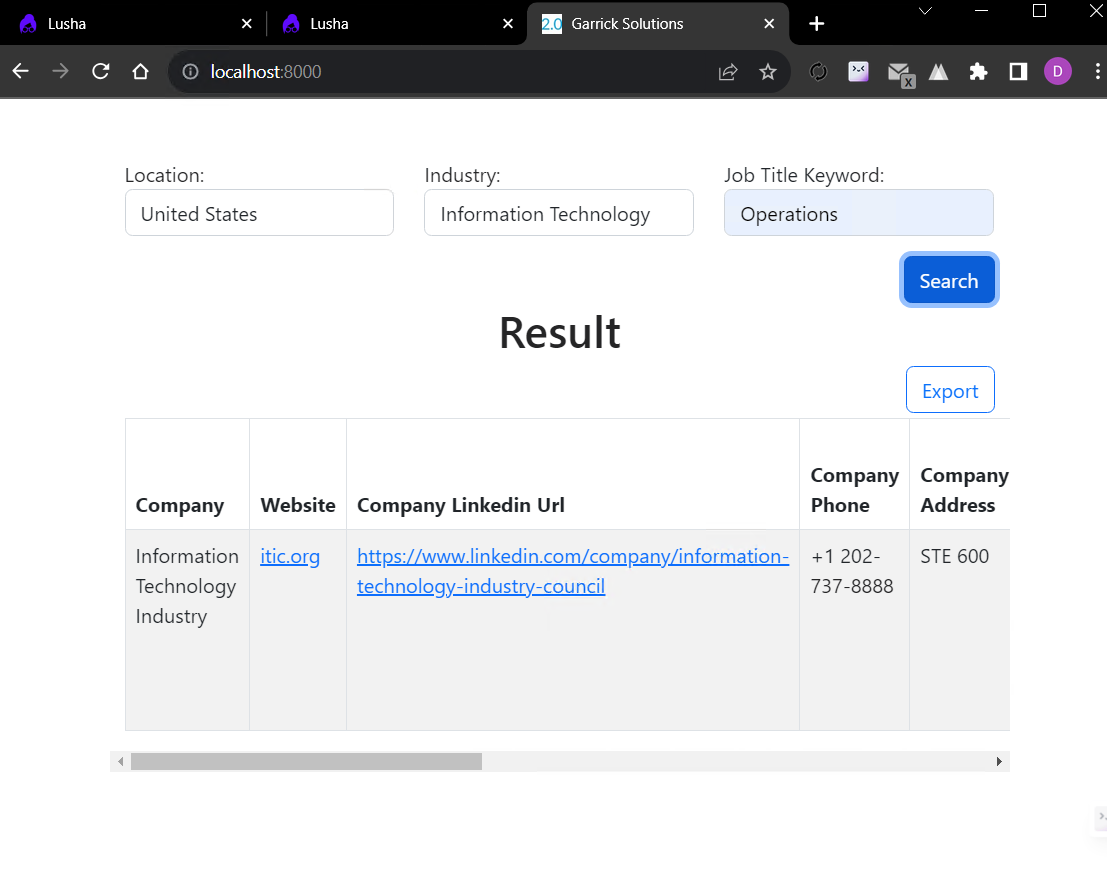 Lusha
Lusha
2.0 Garrick Solutions
localhost:8000
X
D
Location:
Industry:
Job Title Keyword:
United States
Information Technology
Operations
Search
Result
Export
Company
Website
Company Linkedin Url
Company
Phone
Company
Address
Information
Technology
Industry
itic.org
https://www.linkedin.com/company/information-
technology-industry-council
+1 202-
737-8888
STE 600